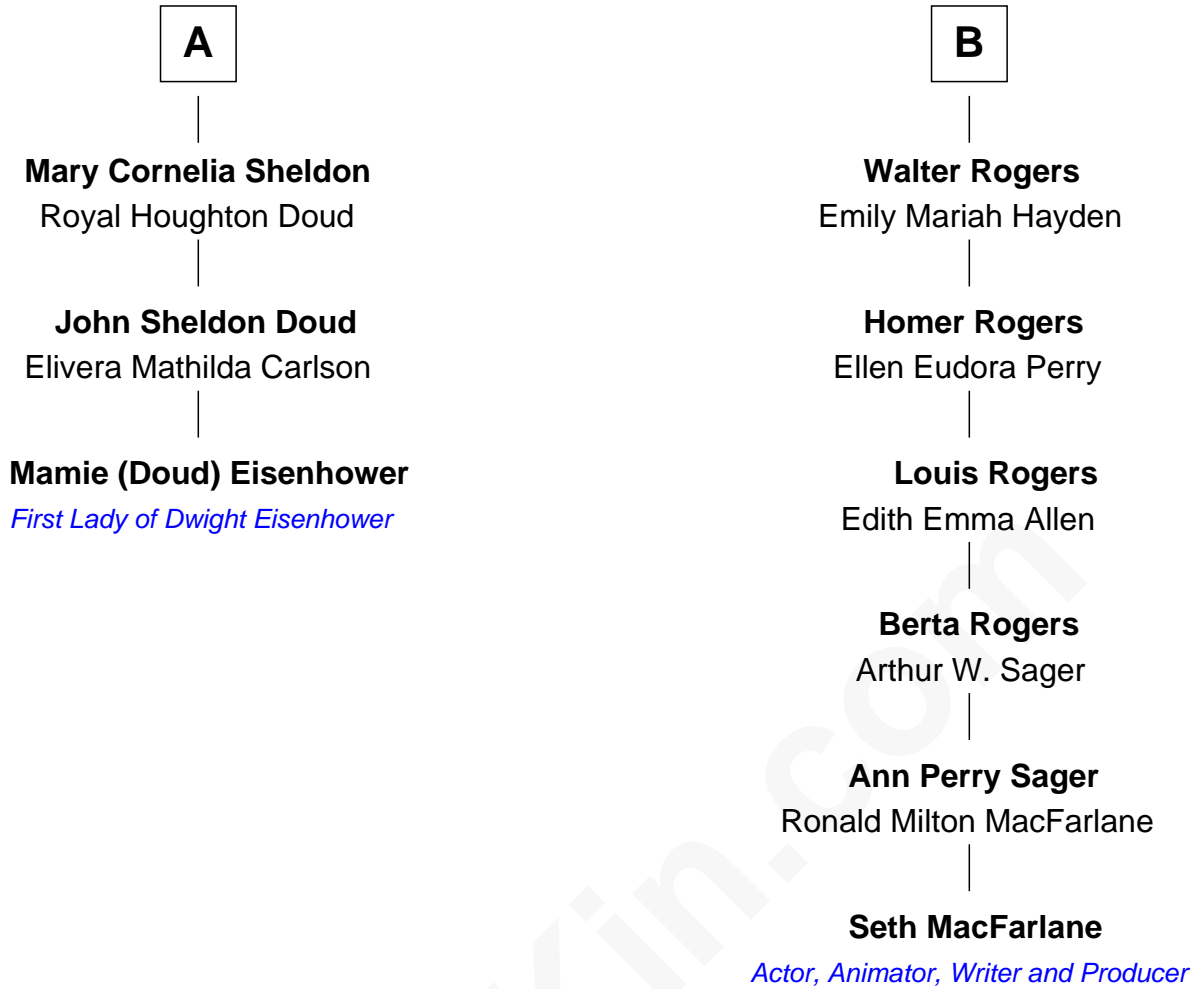 A
Mary Cornelia Sheldon
Royal Houghton Doud
John Sheldon Doud
Elivera Mathilda Carlson
Mamie (Doud) Eisenhower
First Lady of Dwight Eisenhower
B
Walter Rogers
Emily Mariah Hayden
Homer Rogers
Ellen Eudora Perry
Louis Rogers
Edith Emma Allen
Berta Rogers
Arthur W. Sager
Ann Perry Sager
Ronald Milton MacFarlane
Seth MacFarlane
Actor, Animator, Writer and Producer
Kin.com